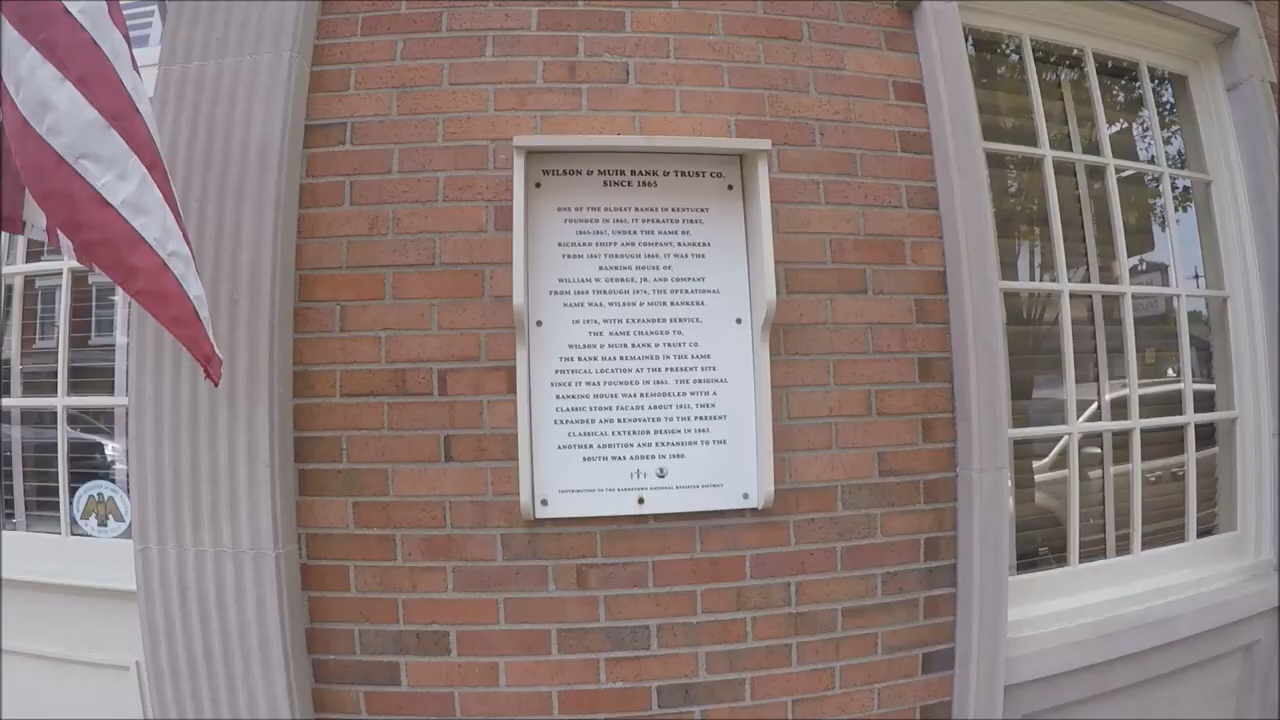 WILSON & MUIR BANK & TRUST CO.
SINCE 1865
ONE OF THE OLDEST BANKS IN KENTUCKY
FOUNDED IN 1865, IT OPERATED FIRST,
1865-1867, UNDER THE NAME OF,
RICHARD SHIPP AND COMPANY, BANKERS
FROM 1867 THROUGH 1869, IT WAS THE
BANKING HOUSE OF,
WILLIAM W. GEORGE, JR. AND COMPANY
FROM 1869 THROUGH 1976, THE OPERATIONAL
NAME WAS, WILSON & MUIR BANKERS.
IN 1976, WITH EXPANDED SERVICE,
THE NAME CHANGED TO,
WILSON & MUIR BANK & TRUST CO.
THE BANK HAS REMAINED IN THE SAME
PHYSICAL LOCATION AT THE PRESENT SITE
SINCE IT WAS FOUNDED IN 1865. THE ORIGINAL
BANKING HOUSE WAS REMODELED WITH A
CLASSIC STONE FACADE ABOUT 1912, THEN
EXPANDED AND RENOVATED TO THE PRESENT
CLASSICAL EXTERIOR DESIGN IN 1963.
ANOTHER ADDITION AND EXPANSION TO THE
SOUTH WAS ADDED IN 1980.
CONTRIBUTING TO THE BARDSTOWN NATIONAL REGISTER DISTRICT